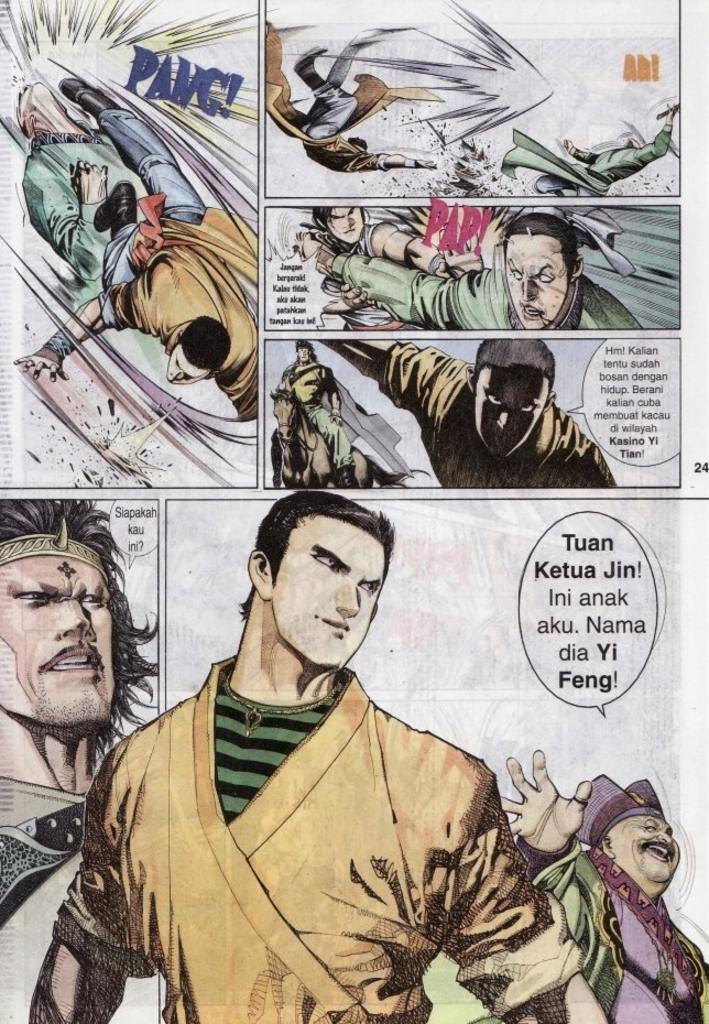 PANG!
AH!
PAP!
Jangan
bergerak!
Kalau tidak,
aku akan
patahkan
tangan kau ini!
Hm! Kalian
tentu sudah
bosan dengan
hidup. Berani
kalian cuba
membuat kacau
di wilayah
Kasino Yi
Tian!
24
Siapakah
kau
ini?
Tuan
Ketua Jin!
Ini anak
aku. Nama
dia Yi
Feng!